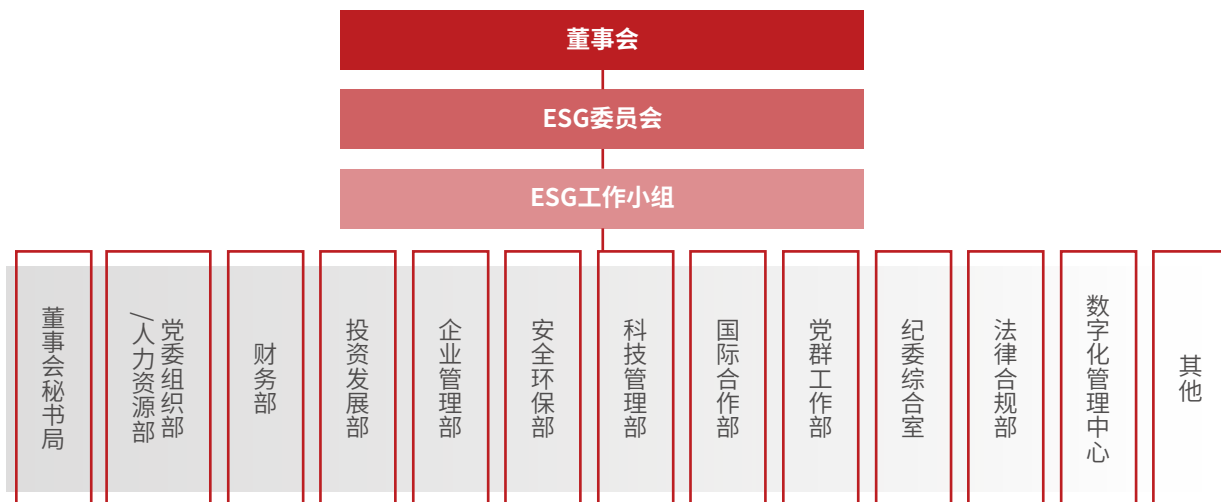 董事会
ESG委员会
ESG工作小组
董事会秘书局
党委组织部
/人力资源部
财务部
投资发展部
企业管理部
安全环保部
科技管理部
国际合作部
党群工作部
纪委综合室
法律合规部
数字化管理中心
其他